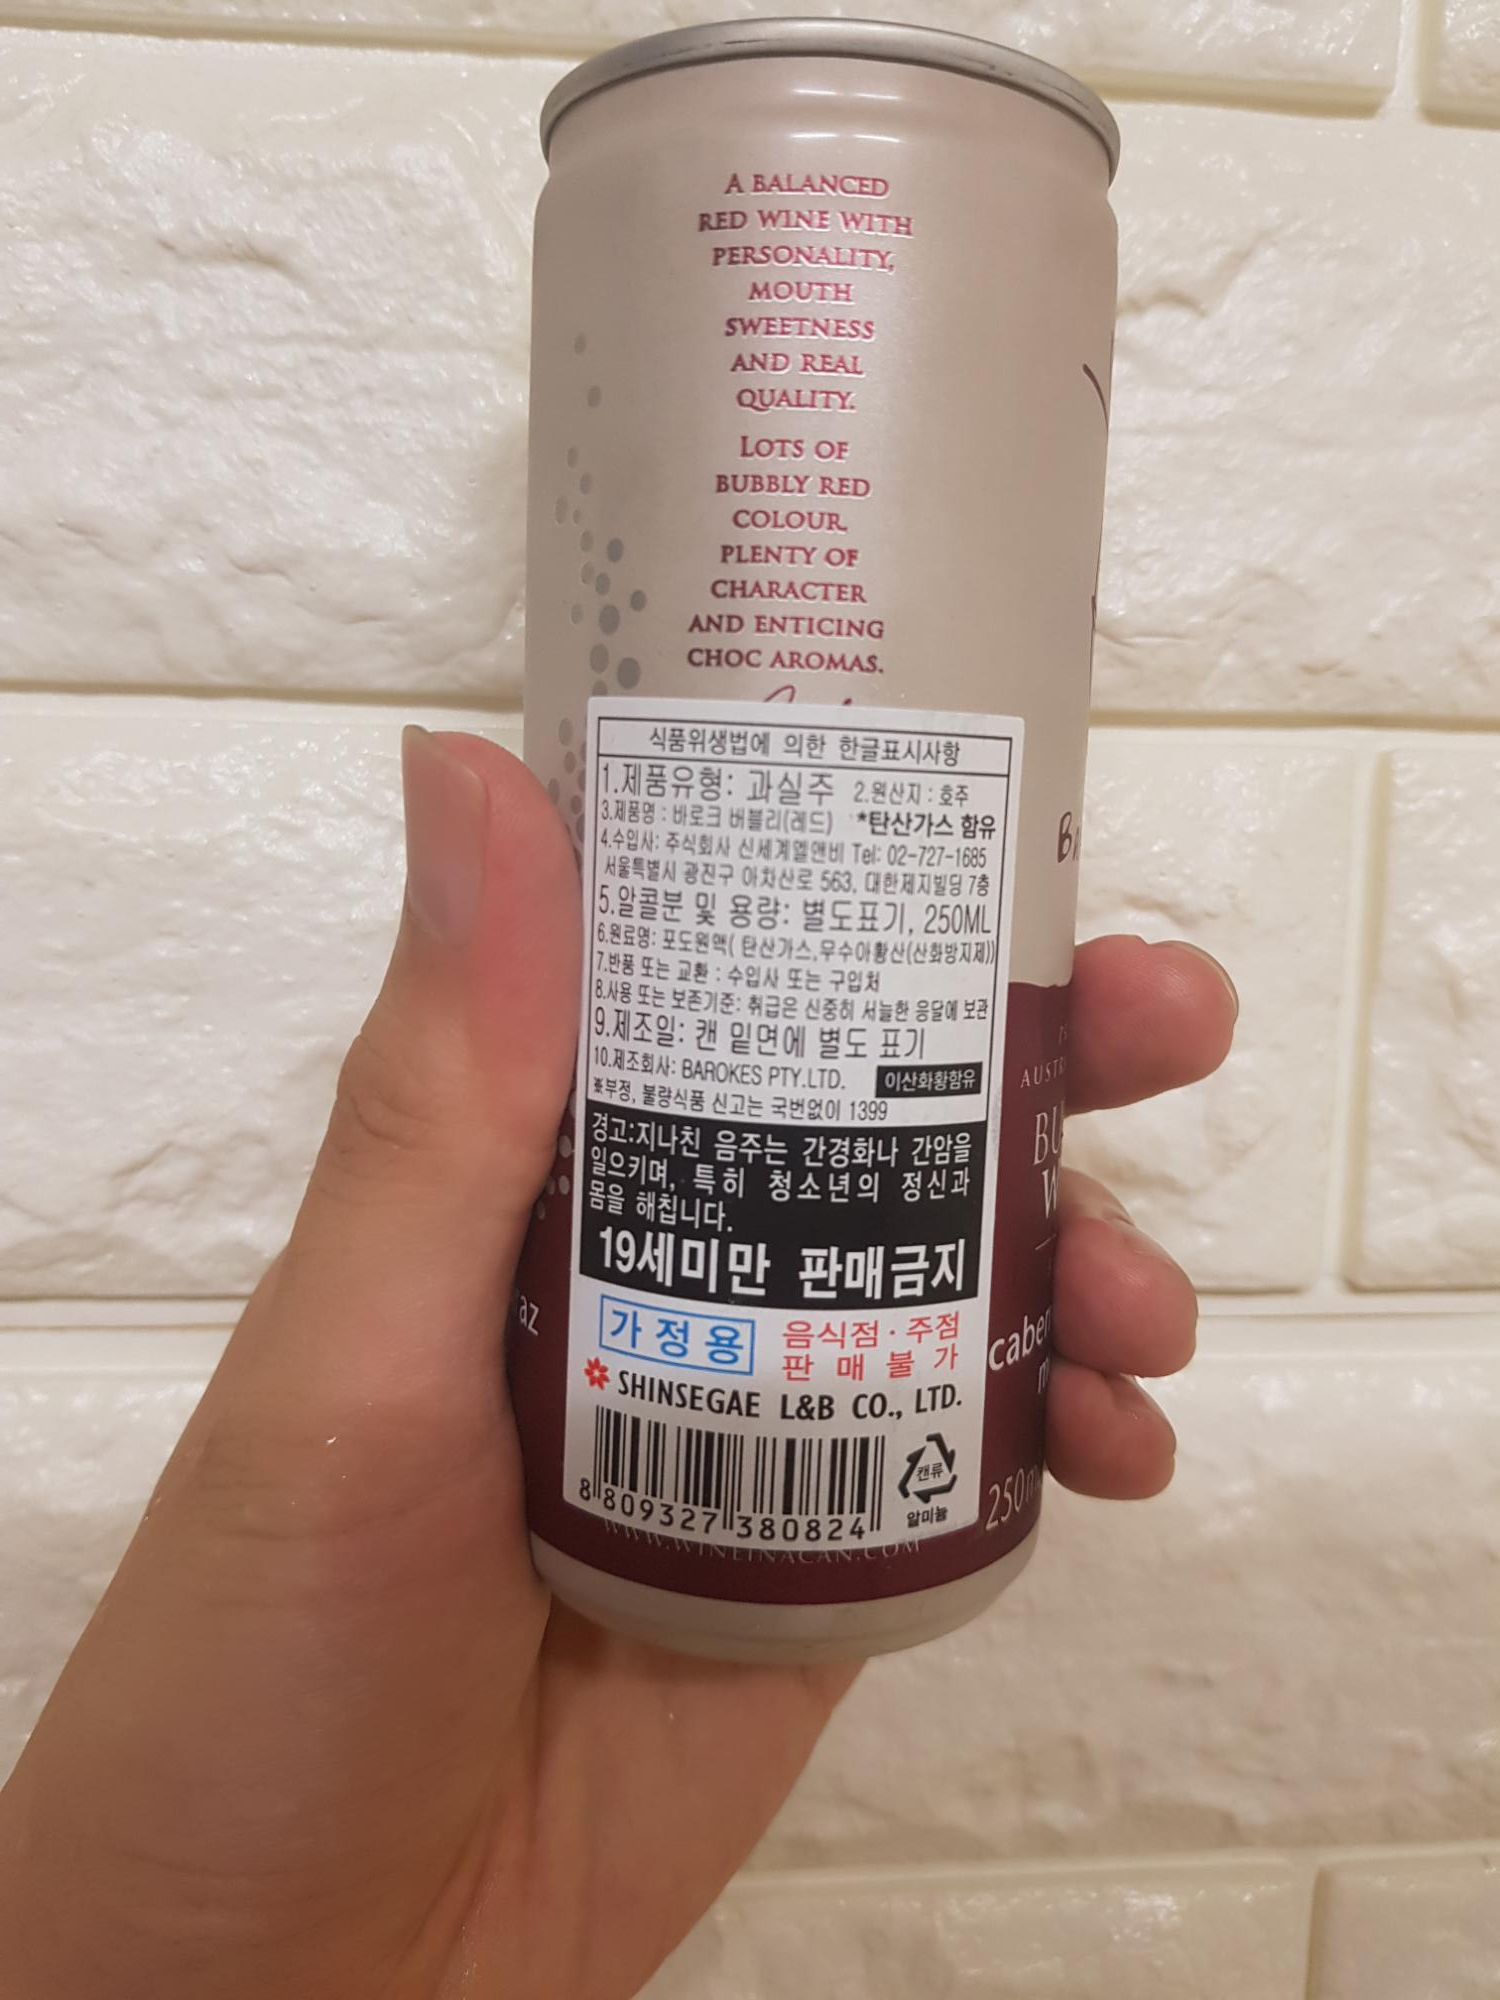 A BALANCED
RED WINE WITH
PERSONALITY,
MOUTH
SWEETNESS
AND REAL
QUALITY.
LOTS OF
BUBBLY RED
COLOUR,
PLENTY OF
CHARACTER
AND ENTICING
CHOC AROMAS.
식품위생법에 의한 한글표시사항
1.제품유형: 과실주 2.원산지 : 호주
3.제품명 : 바로크 버블리(레드) *탄산가스 함유
4.수입사: 주식회사 신세계엘앤비 Tel: 02-727-1685
서울특별시 광진구 아차산로 563, 대한제지빌딩 7층
5.알콜분 및 용량: 별도표기, 250ML
6.원료명: 포도원액( 탄산가스,무수아황산(산화방지제))
7.반품 또는 교환 : 수입사 또는 구입처
8.사용 또는 보존기준: 취급은 신중히 서늘한 응달에 보관
9.제조일: 캔 밑면에 별도 표기
10.제조회사: BAROKES PTY.LTD. 이산화황함유
※부정, 불량식품 신고는 국번없이 1399
경고:지나친 음주는 간경화나 간암을
일으키며, 특히 청소년의 정신과
몸을 해칩니다.
19세미만 판매금지
가정용 음식점·주점
판매불가
SHINSEGAE L&B CO., LTD.
8 809327 380824
캔류
알미늄
WWW.WINEINACAN.COM
az
caber
250m